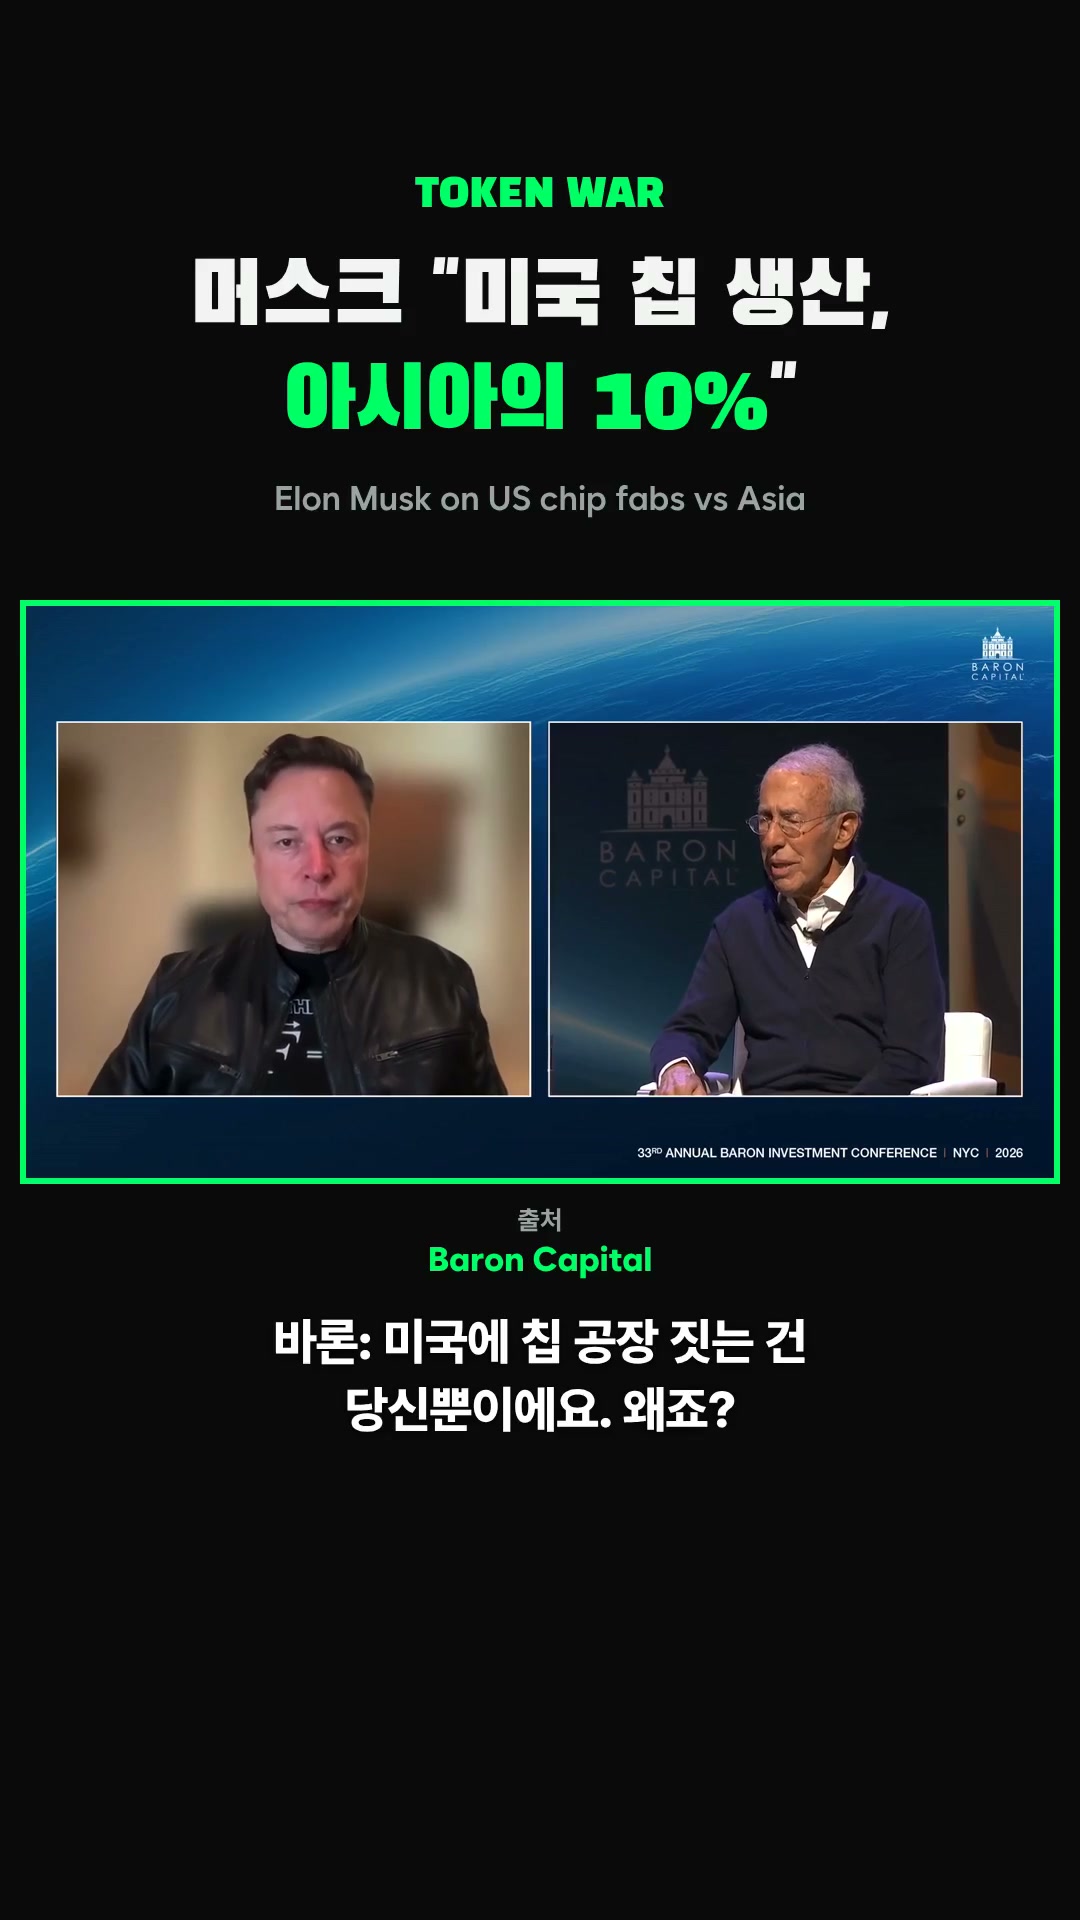 TOKEN WAR
머스크 "미국 칩 생산,
아시아의 10%"
Elon Musk on US chip fabs vs Asia
BARON
CAPITAL
BARON
CAPITAL
33RD ANNUAL BARON INVESTMENT CONFERENCE | NYC | 2026
출처
Baron Capital
바론: 미국에 칩 공장 짓는 건
당신뿐이에요. 왜죠?